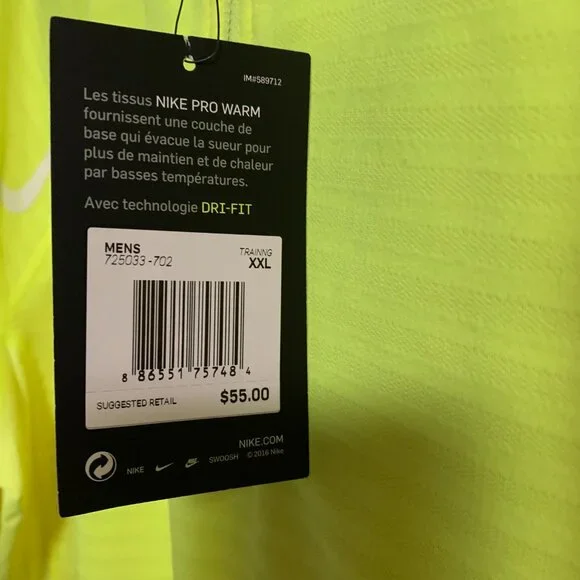 IM#589712
Les tissus NIKE PRO WARM
fournissent une couche de
base qui évacue la sueur pour
plus de maintien et de chaleur
par basses températures.
Avec technologie DRI-FIT
MENS
725033-702
TRAINING
XXL
8 86551 75748 4
SUGGESTED RETAIL
$55.00
NIKE.COM
NIKE
SWOOSH © 2016 Nike